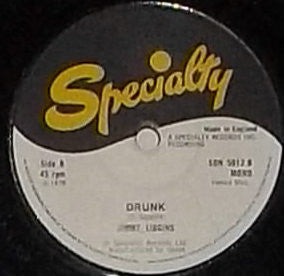 Specialty
Made in England
A SPECIALTY RECORDS INC.
RECORDING
Side B
45 rpm
SON 5012.B
MONO
DRUNK
JIMMY LIGGINS